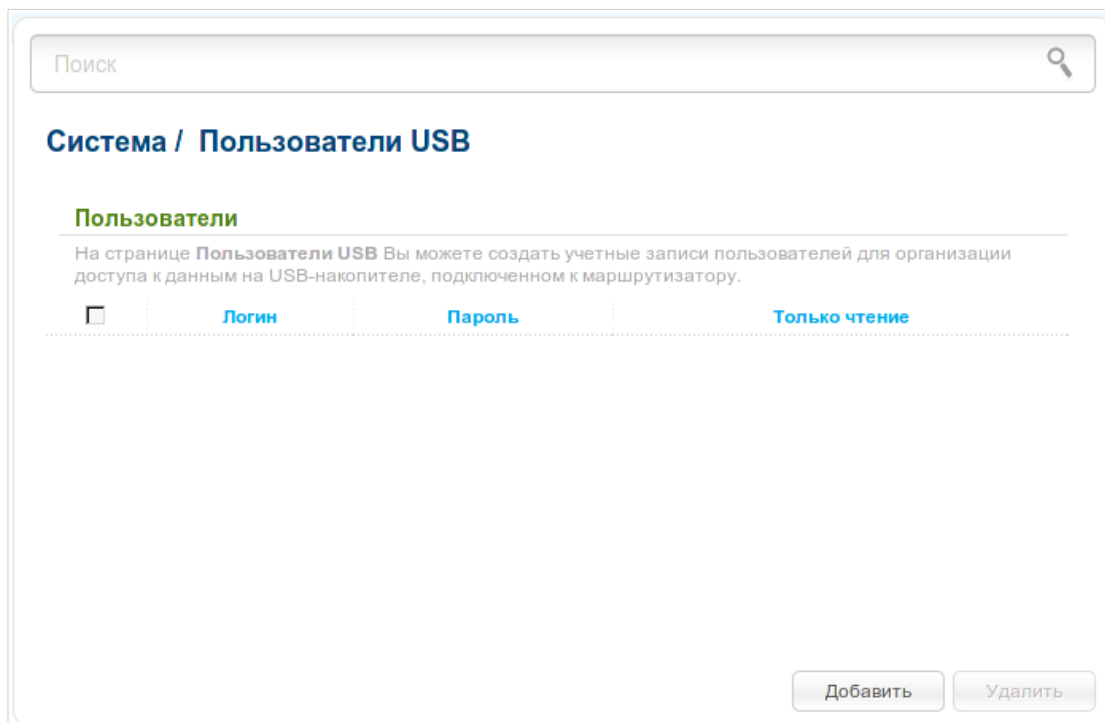 Поиск
Система / Пользователи USB
Пользователи
На странице Пользователи USB Вы можете создать учетные записи пользователей для организации
доступа к данным на USB-накопителе, подключенном к маршрутизатору.
Логин Пароль Только чтение
Добавить Удалить